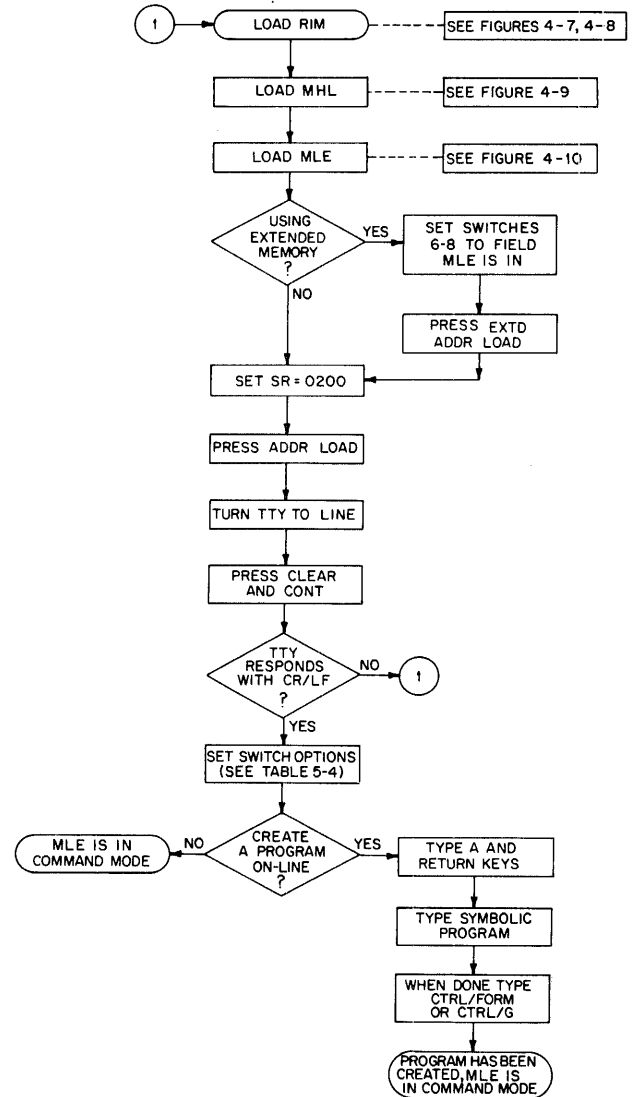 1
LOAD RIM
SEE FIGURES 4-7, 4-8
LOAD MHL
SEE FIGURE 4-9
LOAD MLE
SEE FIGURE 4-10
USING
EXTENDED
MEMORY
?
YES
NO
SET SWITCHES
6-8 TO FIELD
MLE IS IN
PRESS EXTD
ADDR LOAD
SET SR = 0200
PRESS ADDR LOAD
TURN TTY TO LINE
PRESS CLEAR
AND CONT
TTY
RESPONDS
WITH CR/LF
?
NO
1
YES
SET SWITCH OPTIONS
(SEE TABLE 5-4)
CREATE
A PROGRAM
ON-LINE
?
NO
MLE IS IN
COMMAND MODE
YES
TYPE A AND
RETURN KEYS
TYPE SYMBOLIC
PROGRAM
WHEN DONE TYPE
CTRL/FORM
OR CTRL/G
PROGRAM HAS BEEN
CREATED, MLE IS
IN COMMAND MODE